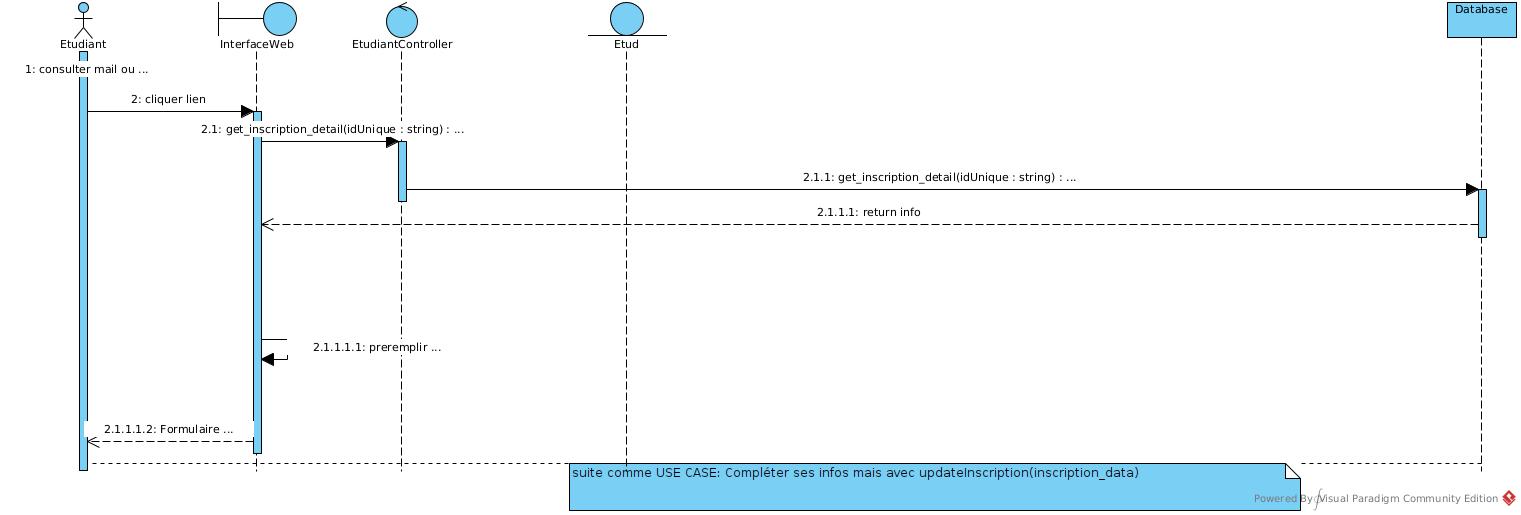 Etudiant
InterfaceWeb
EtudiantController
Etud
Database
1: consulter mail ou ...
2: cliquer lien
2.1: get_inscription_detail(idUnique : string) : ...
2.1.1: get_inscription_detail(idUnique : string) : ...
2.1.1.1: return info
2.1.1.1.1: preremplir ...
2.1.1.1.2: Formulaire ...
suite comme USE CASE: Compléter ses infos mais avec updateInscription(inscription_data)
Powered By Visual Paradigm Community Edition